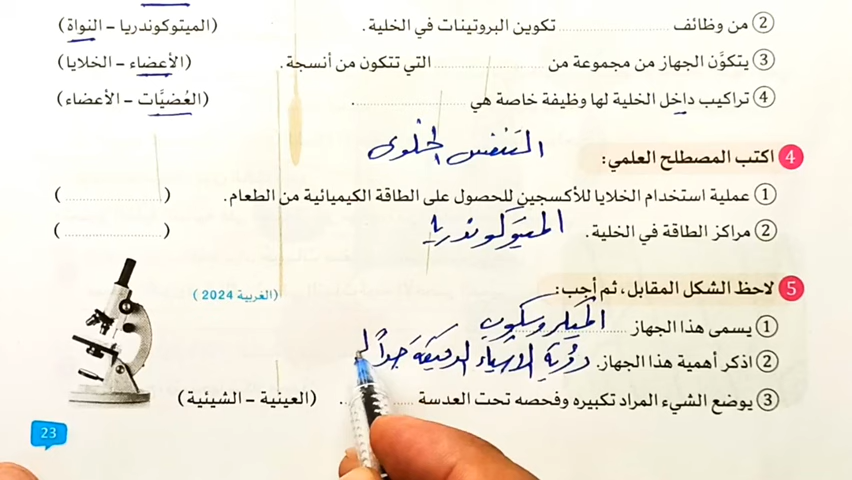 ② من وظائف ........ تكوين البروتينات في الخلية. (الميتوكوندريا – النواة)
③ يتكوَّن الجهاز من مجموعة من ........ التي تتكون من أنسجة. (الأعضاء – الخلايا)
④ تراكيب داخل الخلية لها وظيفة خاصة هي ........ . (العُضيَّات – الأعضاء)
التنفس الخلوى
4 اكتب المصطلح العلمي:
① عملية استخدام الخلايا للأكسجين للحصول على الطاقة الكيميائية من الطعام. (........)
② مراكز الطاقة في الخلية. الميتوكوندريا (........)
5 لاحظ الشكل المقابل، ثم أجب: (الغربية 2024)
① يسمى هذا الجهاز ........ الميكروسكوب
② اذكر أهمية هذا الجهاز. رؤية الاشياء الدقيقة جداً
③ يوضع الشيء المراد تكبيره وفحصه تحت العدسة ........ (العينية – الشيئية)
23